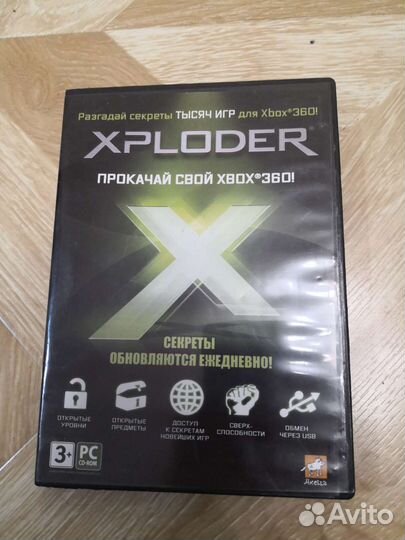 Разгадай секреты ТЫСЯЧ ИГР для Xbox®360!
XPLODER
ПРОКАЧАЙ СВОЙ XBOX®360!
X
СЕКРЕТЫ
ОБНОВЛЯЮТСЯ ЕЖЕДНЕВНО!
ОТКРЫТЫЕ
УРОВНИ
ОТКРЫТЫЕ
ПРЕДМЕТЫ
ДОСТУП
К СЕКРЕТАМ
НОВЕЙШИХ ИГР
СВЕРХ-
СПОСОБНОСТИ
ОБМЕН
ЧЕРЕЗ USB
3+
PC
CD-ROM
Akella
Avito